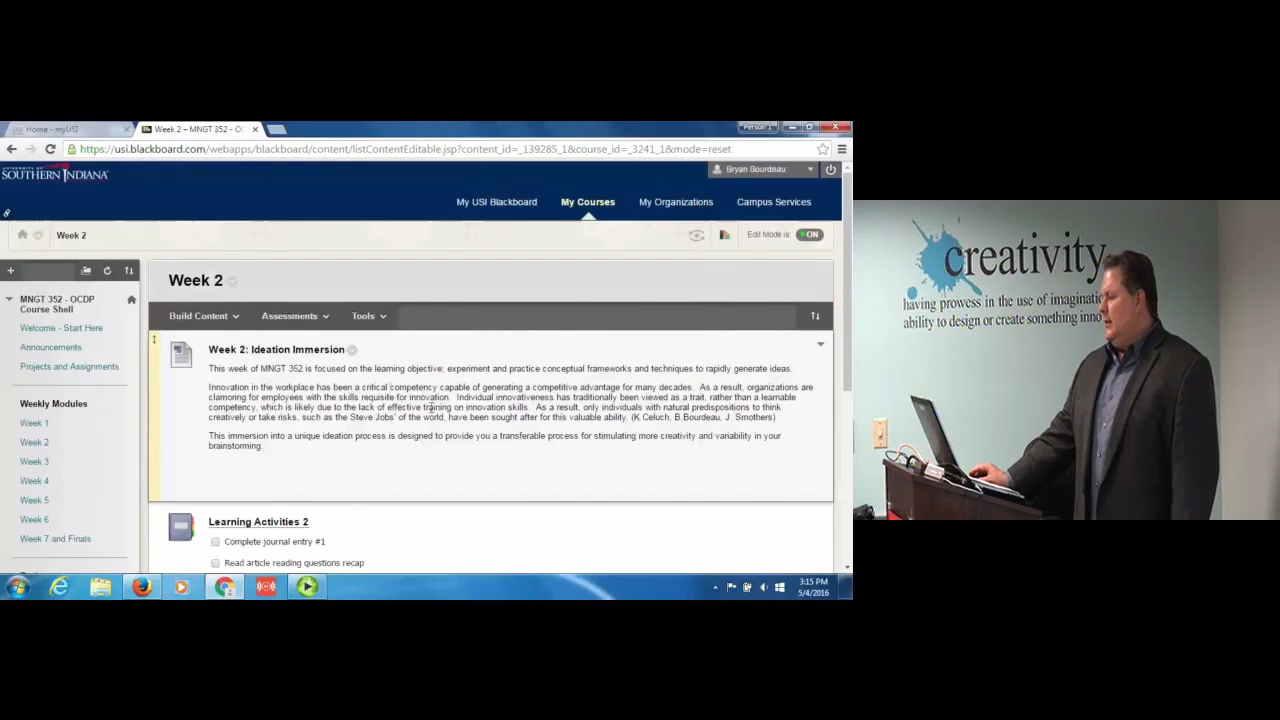 Home - myUSI
Week 2 – MNGT 352 - OC
Person 1
https://usi.blackboard.com/webapps/blackboard/content/listContentEditable.jsp?content_id=_139285_1&course_id=_3241_1&mode=reset
SOUTHERN INDIANA
Bryan Bourdeau
My USI Blackboard
My Courses
My Organizations
Campus Services
Week 2
Edit Mode is:
ON
MNGT 352 - OCDP
Course Shell
Welcome - Start Here
Announcements
Projects and Assignments
Weekly Modules
Week 1
Week 2
Week 3
Week 4
Week 5
Week 6
Week 7 and Finals
Week 2
Build Content
Assessments
Tools
Week 2: Ideation Immersion
This week of MNGT 352 is focused on the learning objective; experiment and practice conceptual frameworks and techniques to rapidly generate ideas.
Innovation in the workplace has been a critical competency capable of generating a competitive advantage for many decades. As a result, organizations are
clamoring for employees with the skills requisite for innovation. Individual innovativeness has traditionally been viewed as a trait, rather than a learnable
competency, which is likely due to the lack of effective training on innovation skills. As a result, only individuals with natural predispositions to think
creatively or take risks, such as the Steve Jobs' of the world, have been sought after for this valuable ability. (K.Celuch, B.Bourdeau, J. Smothers)
This immersion into a unique ideation process is designed to provide you a transferable process for stimulating more creativity and variability in your
brainstorming.
Learning Activities 2
Complete journal entry #1
Read article reading questions recap
3:15 PM
5/4/2016
creativity
having prowess in the use of
ability to design or create something